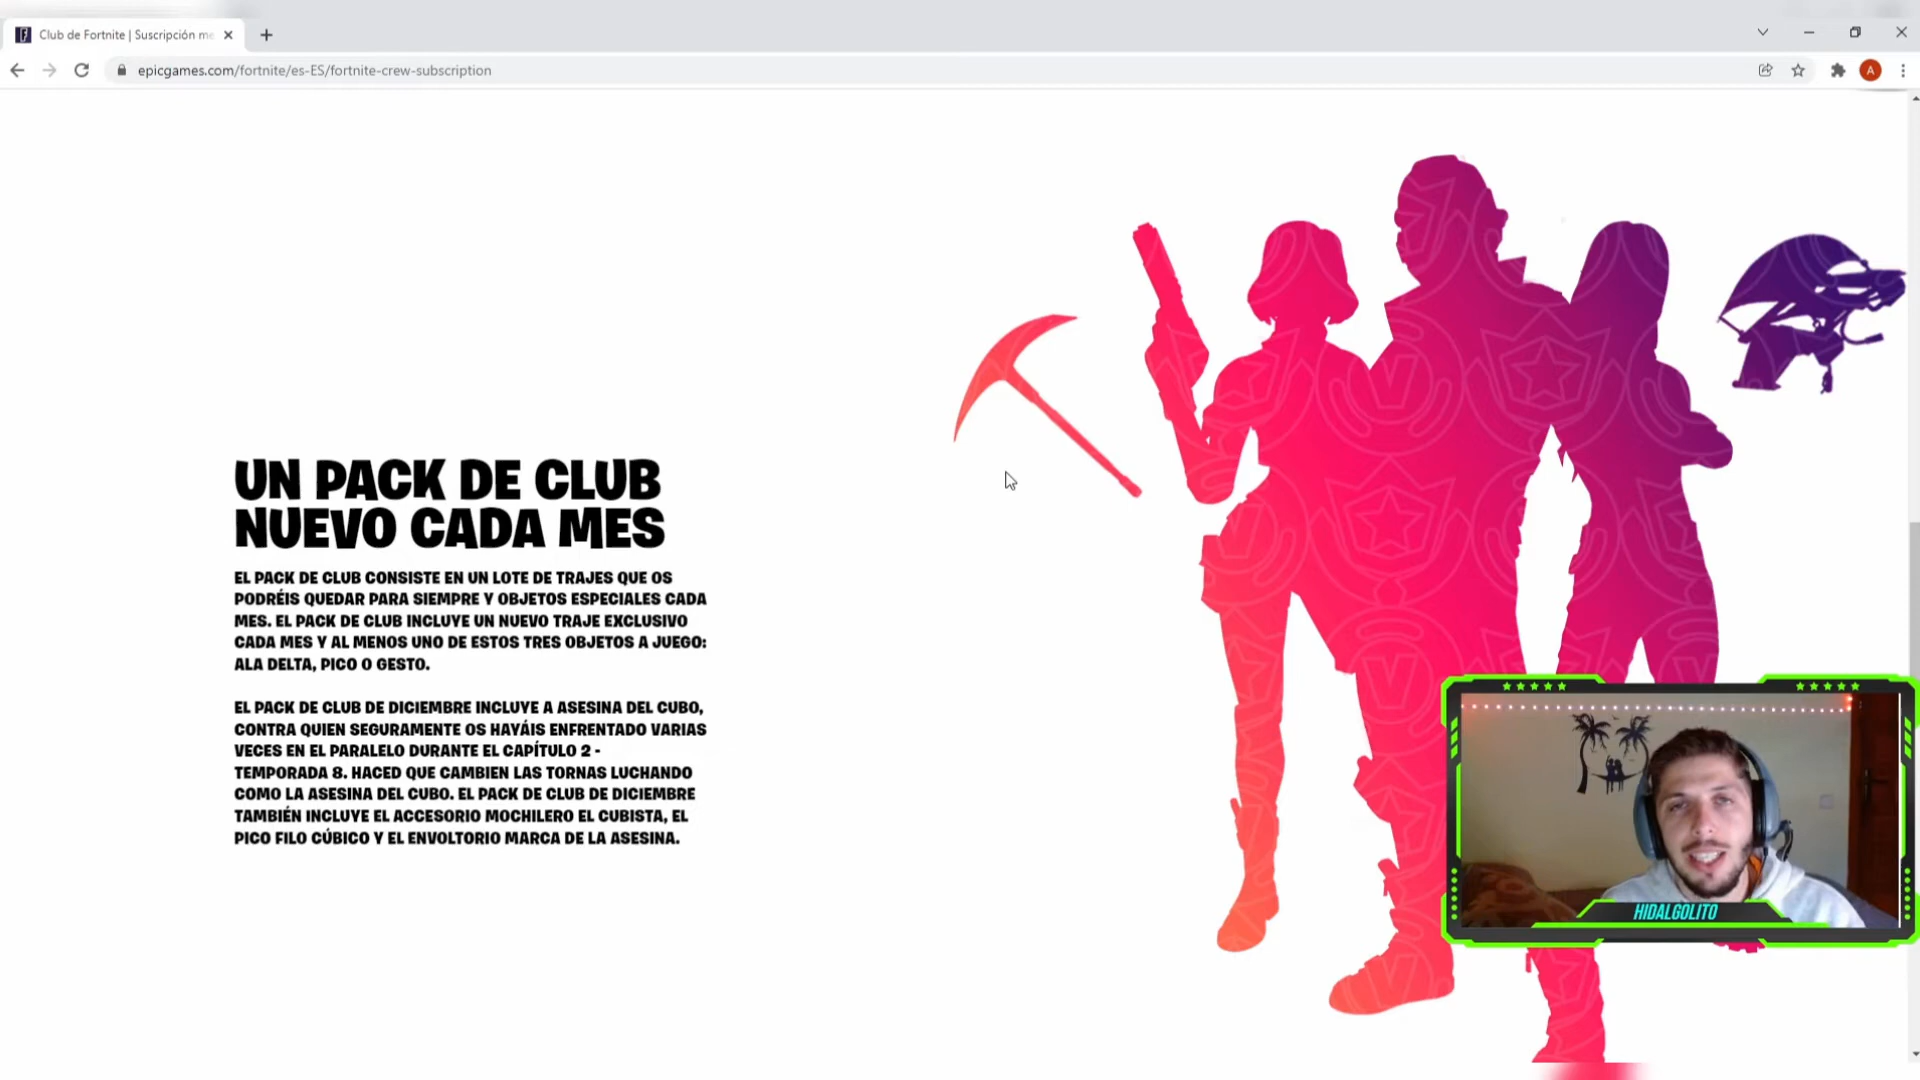 Club de Fortnite | Suscripción me
epicgames.com/fortnite/es-ES/fortnite-crew-subscription
A
UN PACK DE CLUB
NUEVO CADA MES
EL PACK DE CLUB CONSISTE EN UN LOTE DE TRAJES QUE OS
PODRÉIS QUEDAR PARA SIEMPRE Y OBJETOS ESPECIALES CADA
MES. EL PACK DE CLUB INCLUYE UN NUEVO TRAJE EXCLUSIVO
CADA MES Y AL MENOS UNO DE ESTOS TRES OBJETOS A JUEGO:
ALA DELTA, PICO O GESTO.
EL PACK DE CLUB DE DICIEMBRE INCLUYE A ASESINA DEL CUBO,
CONTRA QUIEN SEGURAMENTE OS HAYÁIS ENFRENTADO VARIAS
VECES EN EL PARALELO DURANTE EL CAPÍTULO 2 -
TEMPORADA 8. HACED QUE CAMBIEN LAS TORNAS LUCHANDO
COMO LA ASESINA DEL CUBO. EL PACK DE CLUB DE DICIEMBRE
TAMBIÉN INCLUYE EL ACCESORIO MOCHILERO EL CUBISTA, EL
PICO FILO CÚBICO Y EL ENVOLTORIO MARCA DE LA ASESINA.
HIDALGOLITO